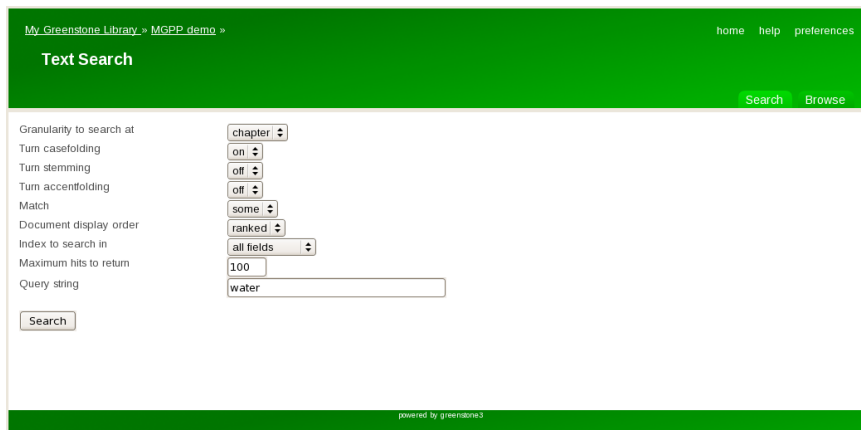 My Greenstone Library » MGPP demo »
home help preferences
Text Search
Search Browse
Granularity to search at chapter
Turn casefolding on
Turn stemming off
Turn accentfolding off
Match some
Document display order ranked
Index to search in all fields
Maximum hits to return 100
Query string water
Search
powered by greenstone3